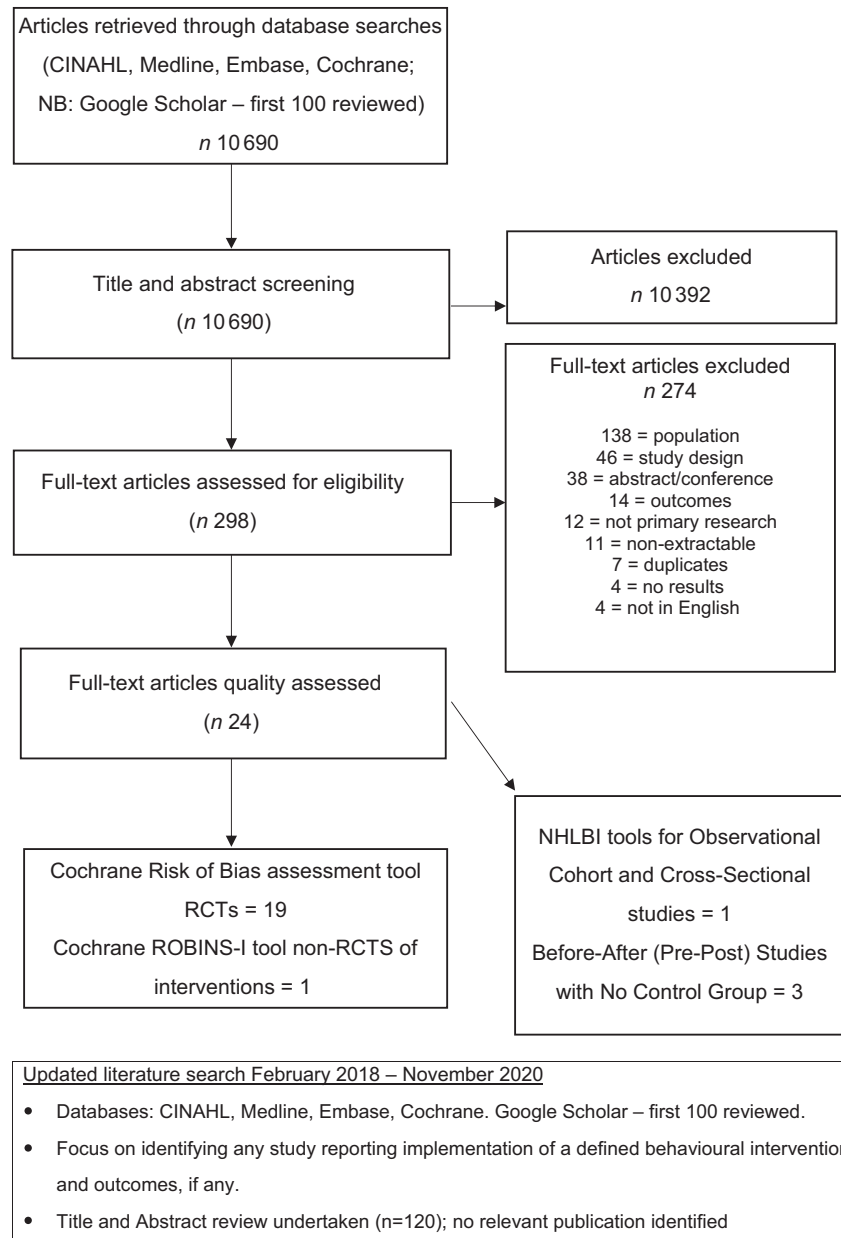 Articles retrieved through database searches
(CINAHL, Medline, Embase, Cochrane;
NB: Google Scholar – first 100 reviewed)
n 10 690
Title and abstract screening
(n 10 690)
Articles excluded
n 10 392
Full-text articles assessed for eligibility
(n 298)
Full-text articles excluded
n 274
138 = population
46 = study design
38 = abstract/conference
14 = outcomes
12 = not primary research
11 = non-extractable
7 = duplicates
4 = no results
4 = not in English
Full-text articles quality assessed
(n 24)
Cochrane Risk of Bias assessment tool
RCTs = 19
Cochrane ROBINS-I tool non-RCTS of
interventions = 1
NHLBI tools for Observational
Cohort and Cross-Sectional
studies = 1
Before-After (Pre-Post) Studies
with No Control Group = 3
Updated literature search February 2018 – November 2020
• Databases: CINAHL, Medline, Embase, Cochrane. Google Scholar – first 100 reviewed.
• Focus on identifying any study reporting implementation of a defined behavioural intervention
and outcomes, if any.
• Title and Abstract review undertaken (n=120); no relevant publication identified